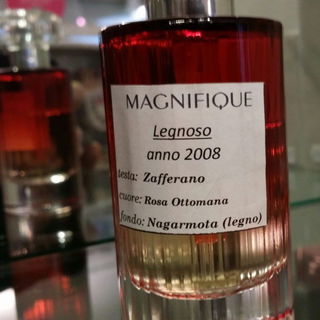 MAGNIFIQUE
Legnoso
anno 2008
testa: Zafferano
cuore: Rosa Ottomana
fondo: Nagarmota (legno)